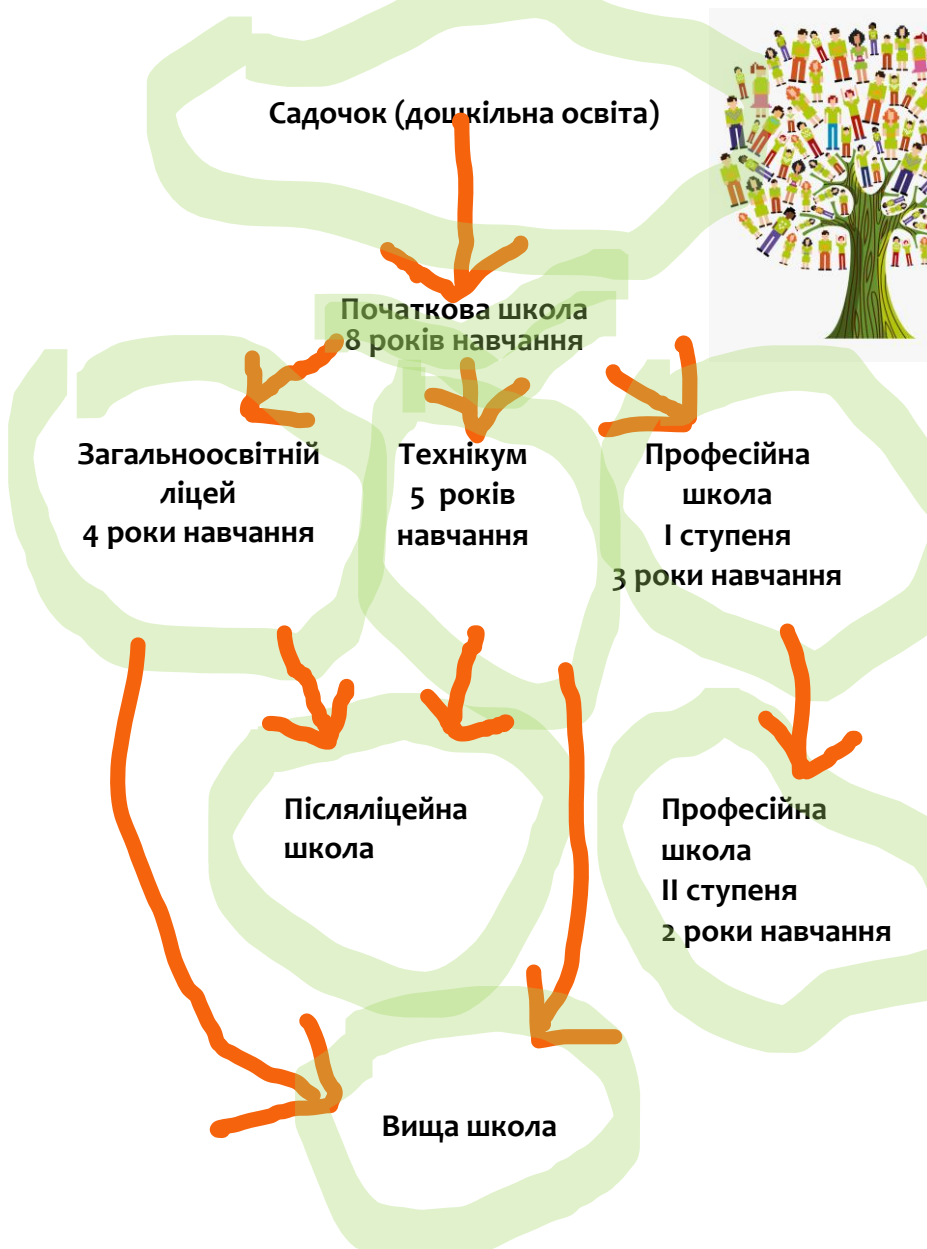 Садочок (дошкільна освіта)
Початкова школа
8 років навчання
Загальноосвітній
ліцей
4 роки навчання
Технікум
5 років
навчання
Професійна
школа
І ступеня
3 роки навчання
Післяліцейна
школа
Професійна
школа
ІІ ступеня
2 роки навчання
Вища школа